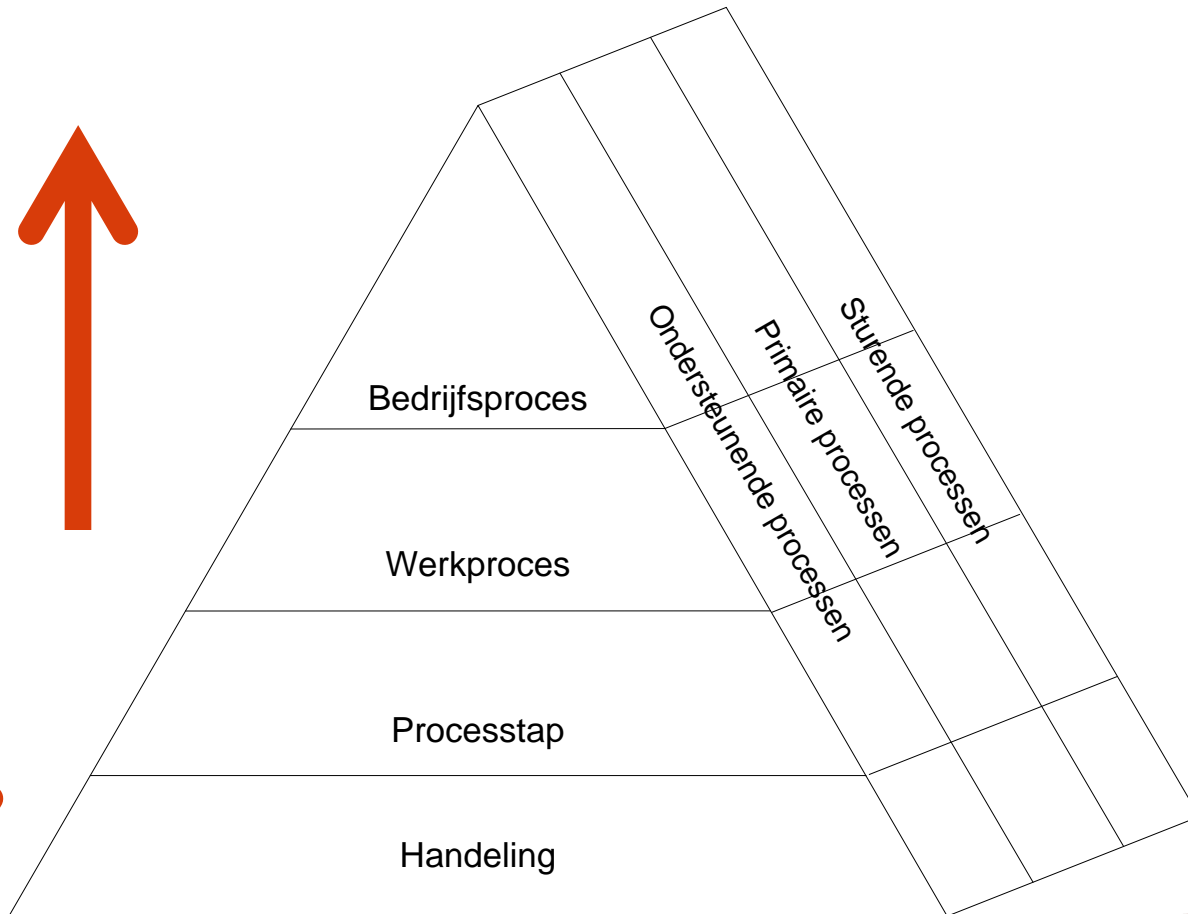 Bedrijfsproces
Werkproces
Processtap
Handeling
Ondersteunende processen
Primaire processen
Sturende processen